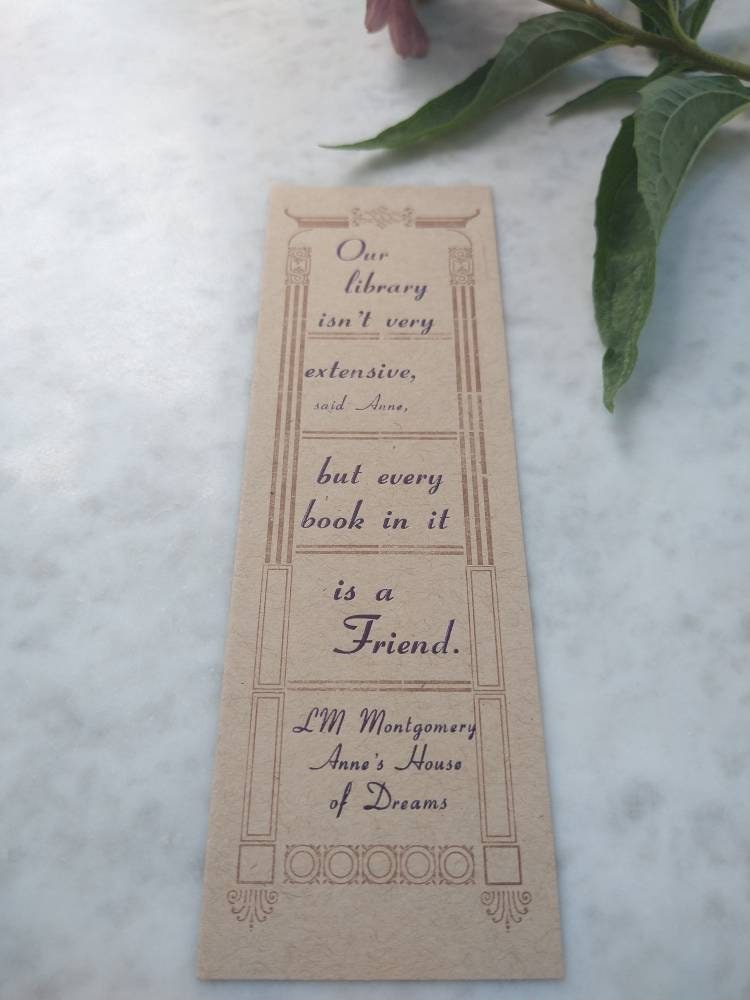 Our
library
isn't very
extensive,
said Anne,
but every
book in it
is a
Friend.
LM Montgomery
Anne's House
of Dreams